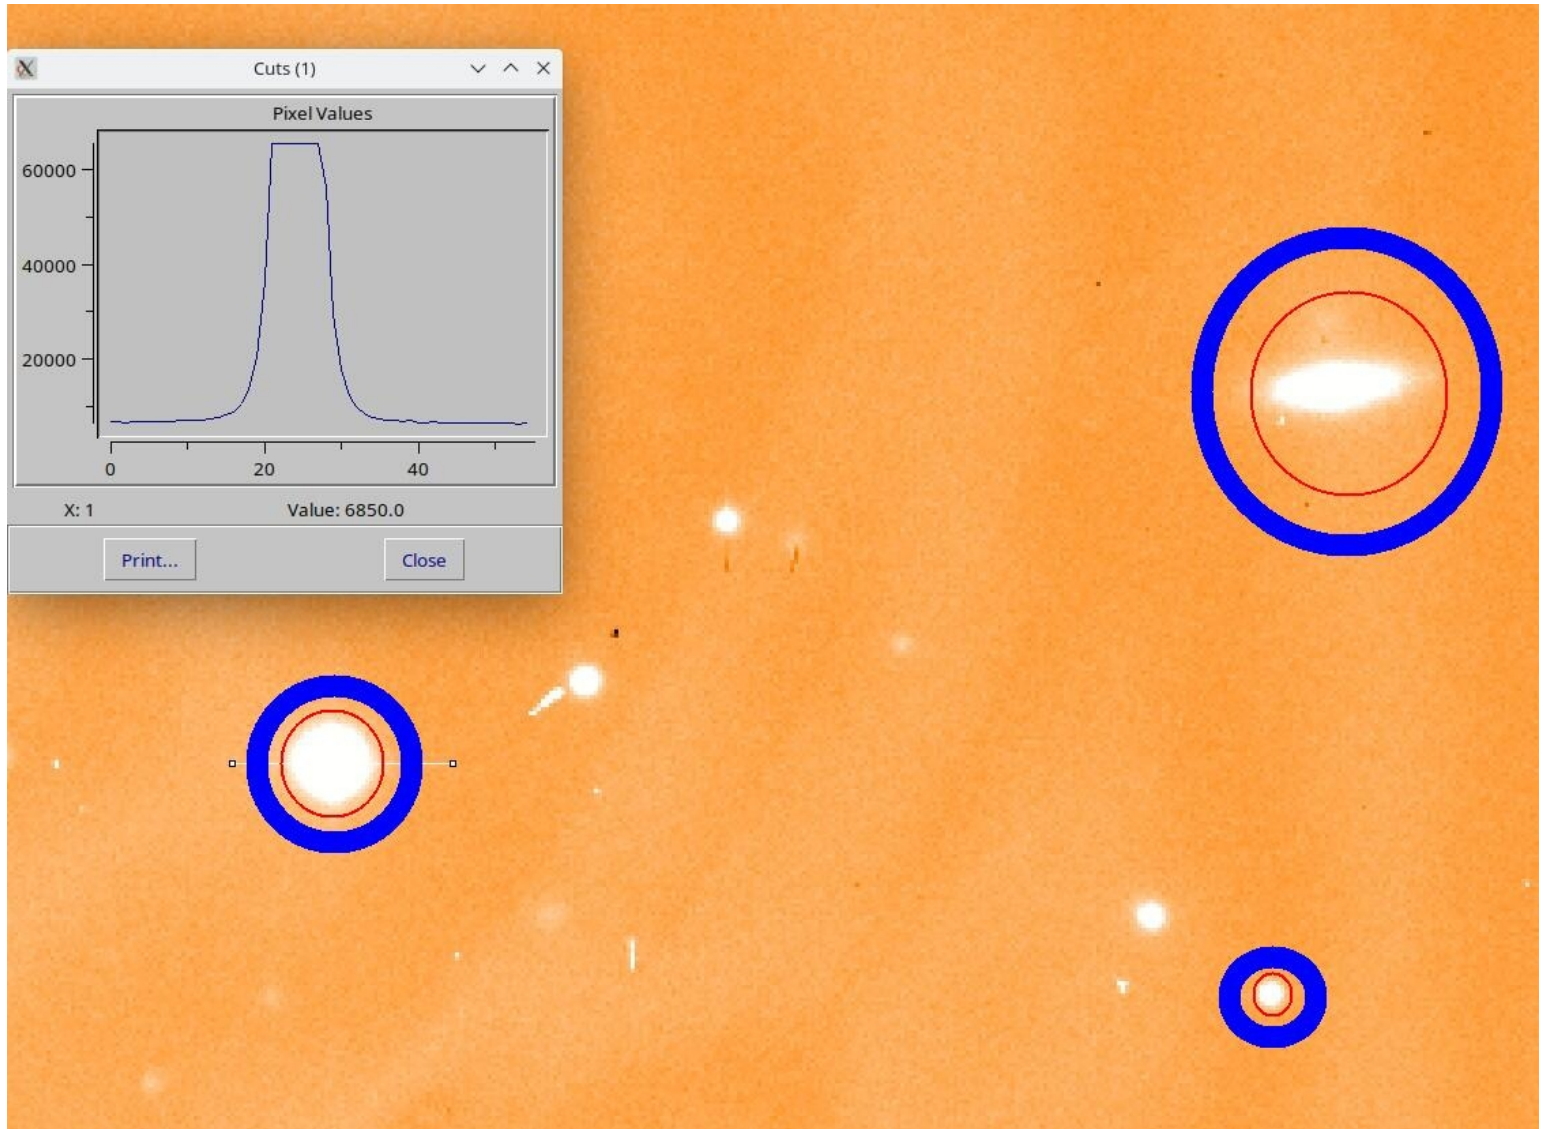 Cuts (1)
Pixel Values
60000
40000
20000
0 20 40
X: 1 Value: 6850.0
Print... Close